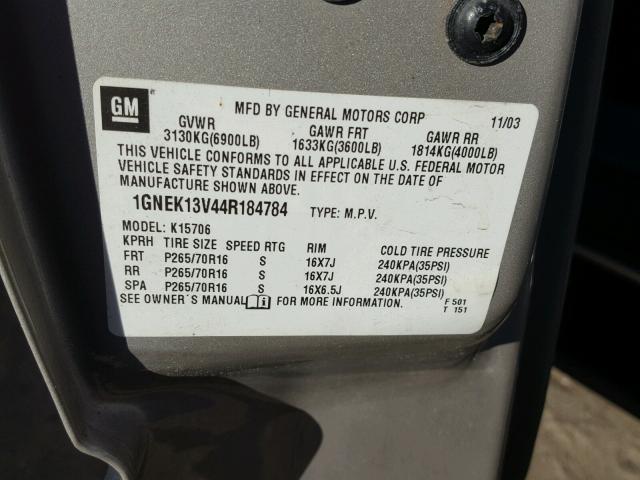 GM
MFD BY GENERAL MOTORS CORP 11/03
GVWR GAWR FRT GAWR RR
3130KG(6900LB) 1633KG(3600LB) 1814KG(4000LB)
THIS VEHICLE CONFORMS TO ALL APPLICABLE U.S. FEDERAL MOTOR
VEHICLE SAFETY STANDARDS IN EFFECT ON THE DATE OF
MANUFACTURE SHOWN ABOVE.
1GNEK13V44R184784 TYPE: M.P.V.
MODEL: K15706
KPRH TIRE SIZE SPEED RTG RIM COLD TIRE PRESSURE
FRT P265/70R16 S 16X7J 240KPA(35PSI)
RR P265/70R16 S 16X7J 240KPA(35PSI)
SPA P265/70R16 S 16X6.5J 240KPA(35PSI)
SEE OWNER'S MANUAL i FOR MORE INFORMATION. F 501
T 151